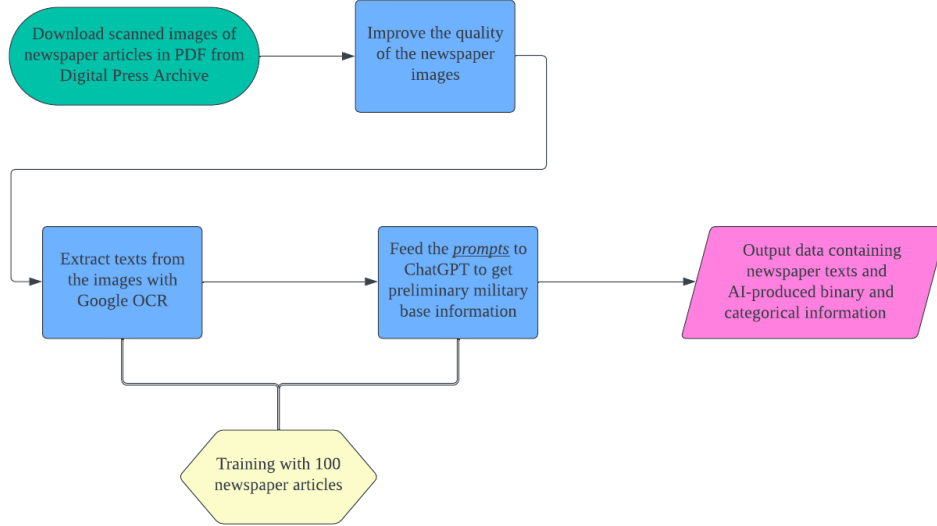 Download scanned images of
newspaper articles in PDF from
Digital Press Archive
Improve the quality
of the newspaper
images
Extract texts from
the images with
Google OCR
Feed the prompts to
ChatGPT to get
preliminary military
base information
Output data containing
newspaper texts and
AI-produced binary and
categorical information
Training with 100
newspaper articles